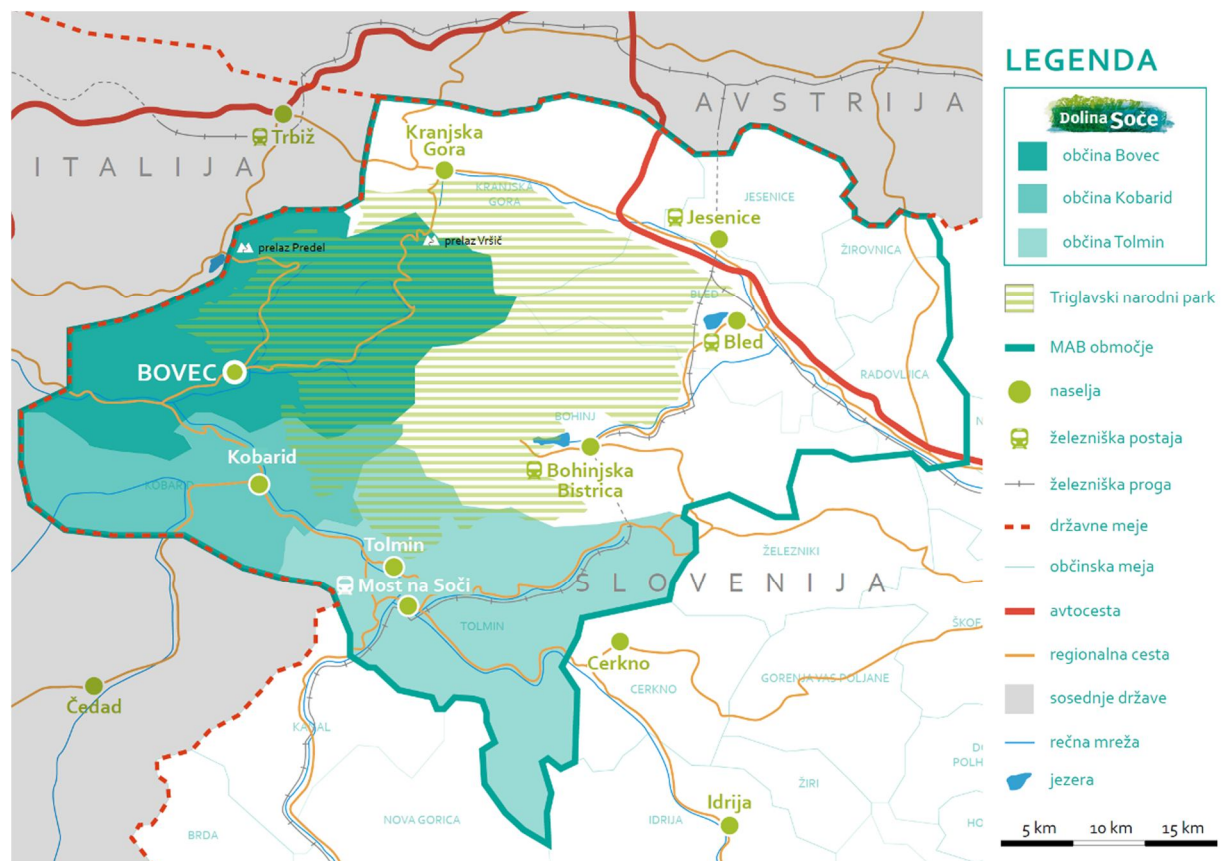 AVSTRIJA
ITALIJA
Trbiž
Kranjska
Gora
KRANJSKA
GORA
JESENICE
Jesenice
ŽIROVNICA
prelaz Predel
prelaz Vršič
BLED
Bled
BOVEC
RADOVLJICA
BOHINJ
Bohinjska
Bistrica
Kobarid
KOBARID
Tolmin
Most na Soči
TOLMIN
ŽELEZNIKI
SLOVENIJA
ŠKOF
Cerkno
CERKNO
GORENJA VAS POLJANE
Čedad
KANAL
ŽIRI
POLH
Idrija
IDRIJA
NOVA GORICA
BRDA
LEGENDA
Dolina Soče
občina Bovec
občina Kobarid
občina Tolmin
Triglavski narodni park
MAB območje
naselja
železniška postaja
železniška proga
državne meje
občinska meja
avtocesta
regionalna cesta
sosednje države
rečna mreža
jezera
5 km 10 km 15 km